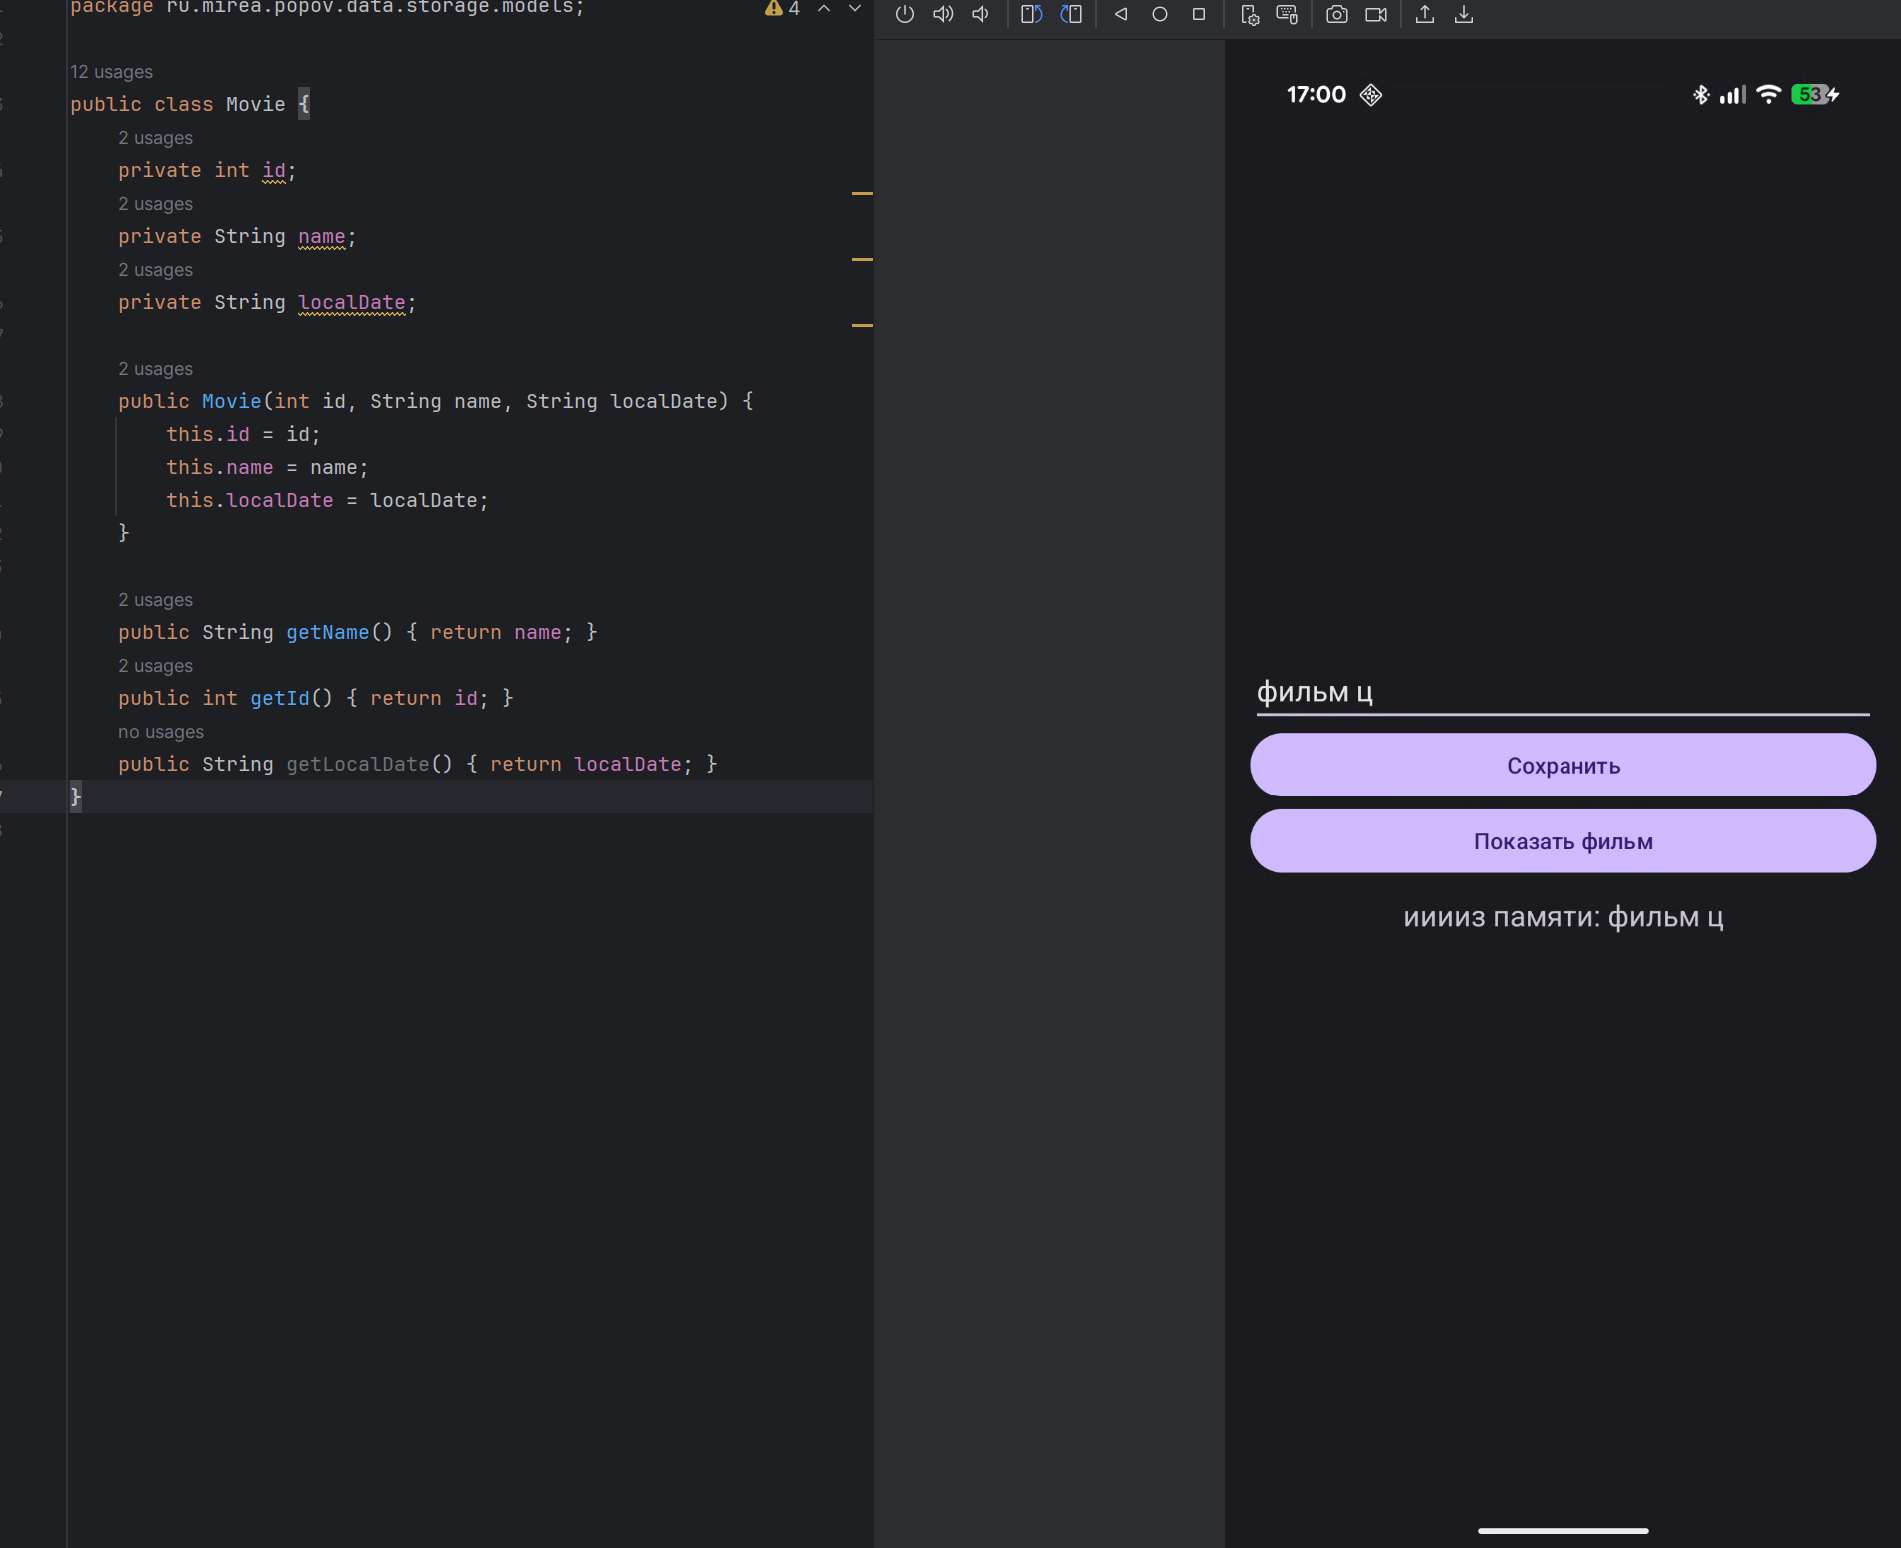 package ru.mirea.popov.data.storage.models;
4
12 usages
public class Movie {
2 usages
private int id;
2 usages
private String name;
2 usages
private String localDate;
2 usages
public Movie(int id, String name, String localDate) {
this.id = id;
this.name = name;
this.localDate = localDate;
}
2 usages
public String getName() { return name; }
2 usages
public int getId() { return id; }
no usages
public String getLocalDate() { return localDate; }
}
17:00
53
фильм ц
Сохранить
Показать фильм
ииииз памяти: фильм ц